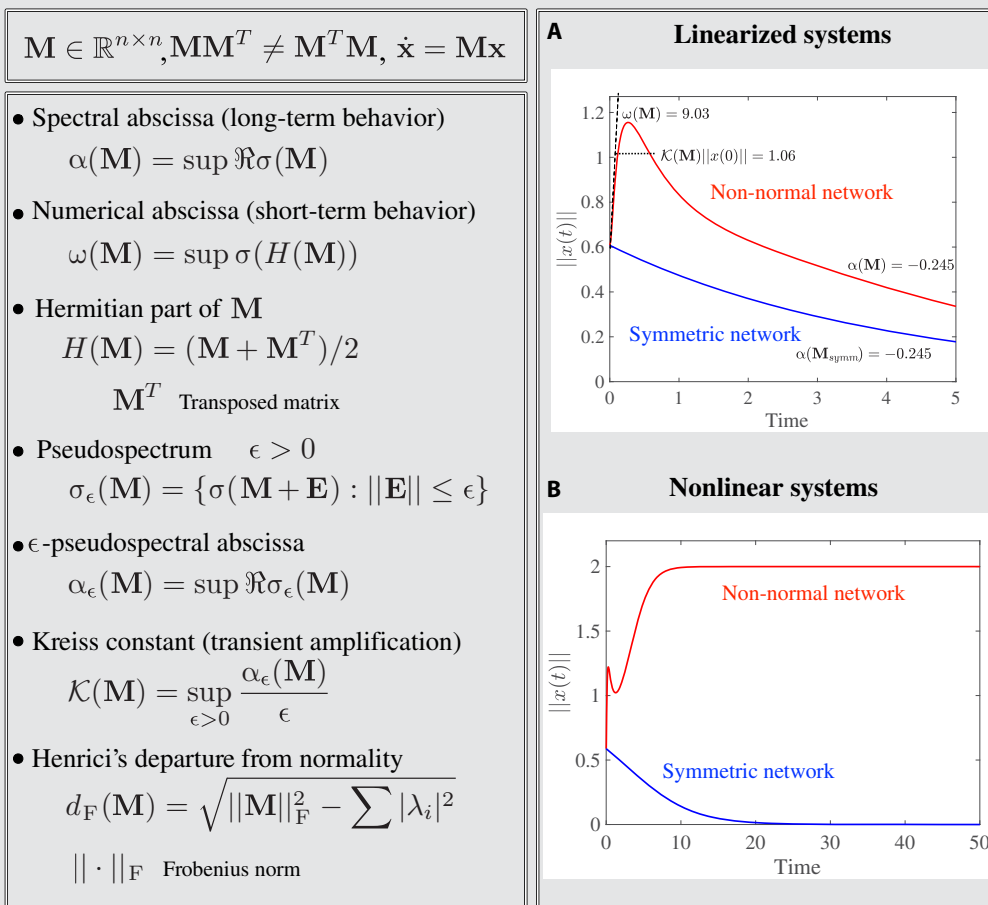 𝐌 ∈ ℝⁿˣⁿ, 𝐌𝐌ᵀ ≠ 𝐌ᵀ𝐌, ẋ = 𝐌𝐱
• Spectral abscissa (long-term behavior)
α(𝐌) = sup ℜσ(𝐌)
• Numerical abscissa (short-term behavior)
ω(𝐌) = sup σ(H(𝐌))
• Hermitian part of 𝐌
H(𝐌) = (𝐌 + 𝐌ᵀ)/2
𝐌ᵀ Transposed matrix
• Pseudospectrum ϵ > 0
σ_ϵ(𝐌) = {σ(𝐌 + 𝐄) : ||𝐄|| ≤ ϵ}
• ϵ-pseudospectral abscissa
α_ϵ(𝐌) = sup ℜσ_ϵ(𝐌)
• Kreiss constant (transient amplification)
𝒦(𝐌) = sup_{ϵ>0} α_ϵ(𝐌)/ϵ
• Henrici's departure from normality
d_F(𝐌) = √(||𝐌||²_F − ∑ |λ_i|²)
|| · ||_F Frobenius norm
A Linearized systems
ω(𝐌) = 9.03
𝒦(𝐌)||x(0)|| = 1.06
Non-normal network
α(𝐌) = −0.245
Symmetric network
α(𝐌_symm) = −0.245
||x(t)||
1.2
1
0.8
0.6
0.4
0.2
0
0 1 2 3 4 5
Time
B Nonlinear systems
Non-normal network
Symmetric network
||x(t)||
2
1.5
1
0.5
0
0 10 20 30 40 50
Time